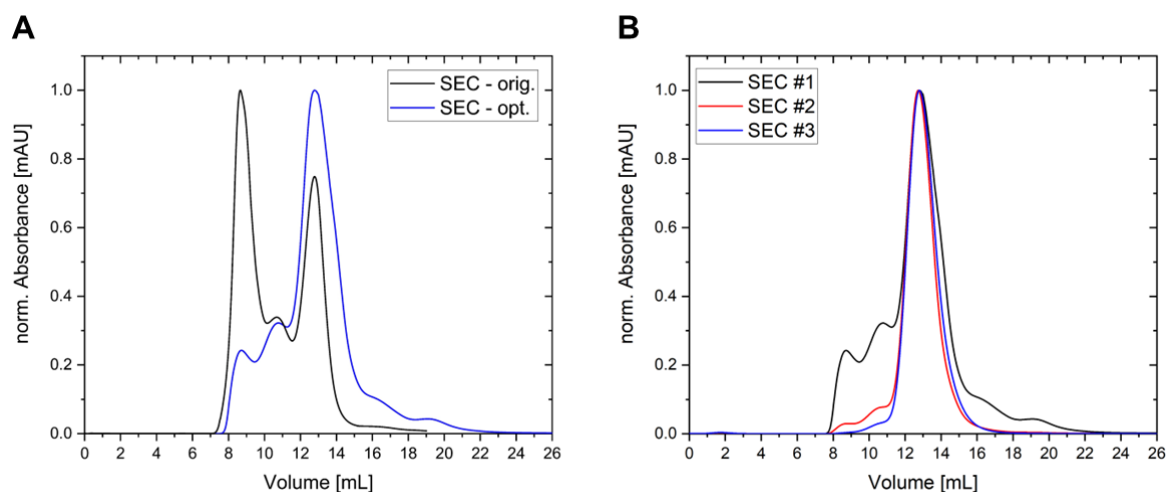 A
SEC - orig.
SEC - opt.
norm. Absorbance [mAU]
1.0
0.8
0.6
0.4
0.2
0.0
0 2 4 6 8 10 12 14 16 18 20 22 24 26
Volume [mL]
B
SEC #1
SEC #2
SEC #3
norm. Absorbance [mAU]
1.0
0.8
0.6
0.4
0.2
0.0
0 2 4 6 8 10 12 14 16 18 20 22 24 26
Volume [mL]